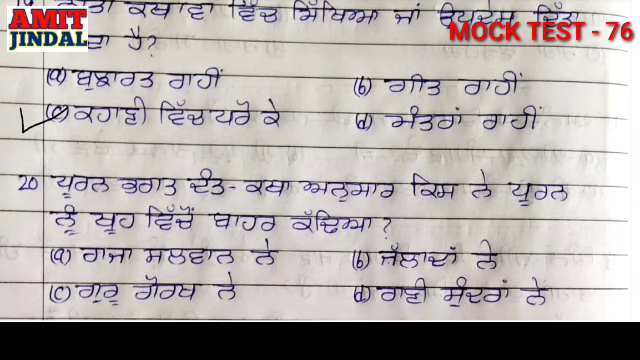 AMIT JINDAL
MOCK TEST - 76
ਕਥਾਵਾਂ ਵਿੱਚ ਸਿੱਖਿਆ ਜਾਂ ਉਪਦੇਸ਼ ਦਿੱਤਾ
ਹੈ?
(a) ਬੁਝਾਰਤ ਰਾਹੀਂ (b) ਗੀਤ ਰਾਹੀਂ
(c) ਕਹਾਣੀ ਵਿੱਚ ਪਰੋ ਕੇ (d) ਮੰਤਰਾਂ ਰਾਹੀਂ
20 ਪੂਰਨ ਭਗਤ ਦੰਤ-ਕਥਾ ਅਨੁਸਾਰ ਕਿਸ ਨੇ ਪੂਰਨ
ਨੂੰ ਖੂਹ ਵਿੱਚੋਂ ਬਾਹਰ ਕੱਢਿਆ?
(a) ਰਾਜਾ ਸਲਵਾਨ ਨੇ (b) ਜੱਲਾਦਾਂ ਨੇ
(c) ਗੁਰੂ ਗੋਰਖ ਨੇ (d) ਰਾਣੀ ਸੁੰਦਰਾਂ ਨੇ